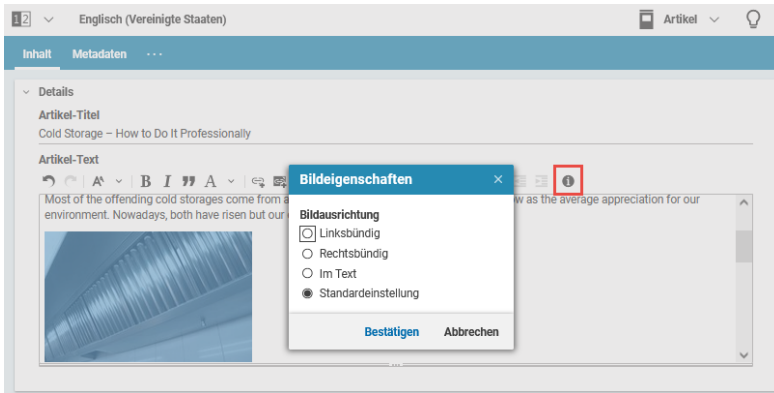 12 Englisch (Vereinigte Staaten) Artikel
Inhalt Metadaten ...
Details
Artikel-Titel
Cold Storage – How to Do It Professionally
Artikel-Text
B I A
Bildeigenschaften
Most of the offending cold storages come from a
w as the average appreciation for our
environment. Nowadays, both have risen but our
Bildausrichtung
Linksbündig
Rechtsbündig
Im Text
Standardeinstellung
Bestätigen Abbrechen